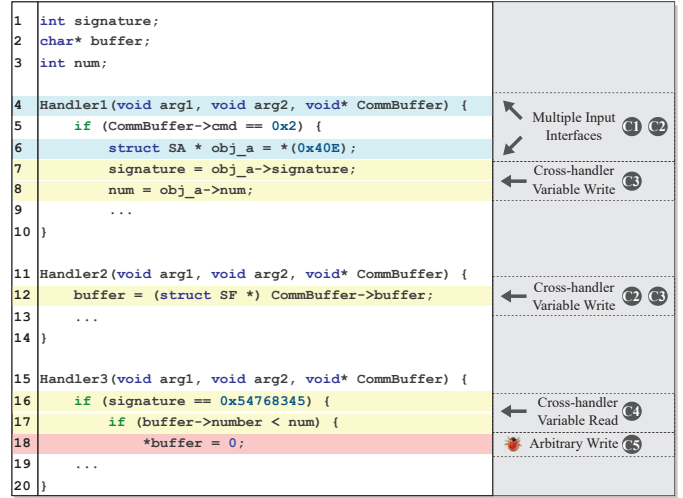 1 int signature;
2 char* buffer;
3 int num;
4 Handler1(void arg1, void arg2, void* CommBuffer) {
5 if (CommBuffer->cmd == 0x2) {
6 struct SA * obj_a = *(0x40E);
7 signature = obj_a->signature;
8 num = obj_a->num;
9 ...
10 }
11 Handler2(void arg1, void arg2, void* CommBuffer) {
12 buffer = (struct SF *) CommBuffer->buffer;
13 ...
14 }
15 Handler3(void arg1, void arg2, void* CommBuffer) {
16 if (signature == 0x54768345) {
17 if (buffer->number < num) {
18 *buffer = 0;
19 ...
20 }
Multiple Input
Interfaces C1 C2
Cross-handler
Variable Write C3
Cross-handler
Variable Write C2 C3
Cross-handler
Variable Read C4
Arbitrary Write C5